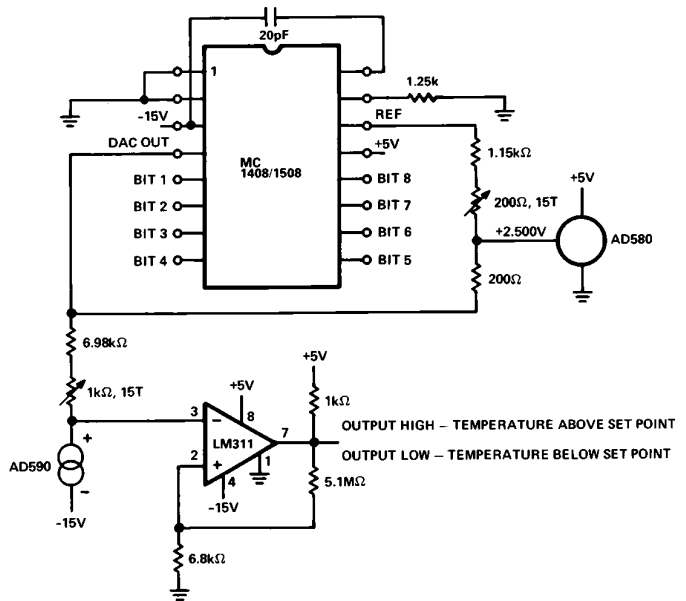 20pF
1
1.25k
-15V
REF
DAC OUT
+5V
MC
1408/1508
1.15kΩ
BIT 1
BIT 8
+5V
BIT 2
BIT 7
200Ω, 15T
BIT 3
BIT 6
+2.500V
AD580
BIT 4
BIT 5
200Ω
6.98kΩ
+5V
1kΩ, 15T
+5V
1kΩ
3
8
7
OUTPUT HIGH – TEMPERATURE ABOVE SET POINT
+
−
LM311
AD590
2
+
1
OUTPUT LOW – TEMPERATURE BELOW SET POINT
−
4
5.1MΩ
-15V
-15V
6.8kΩ